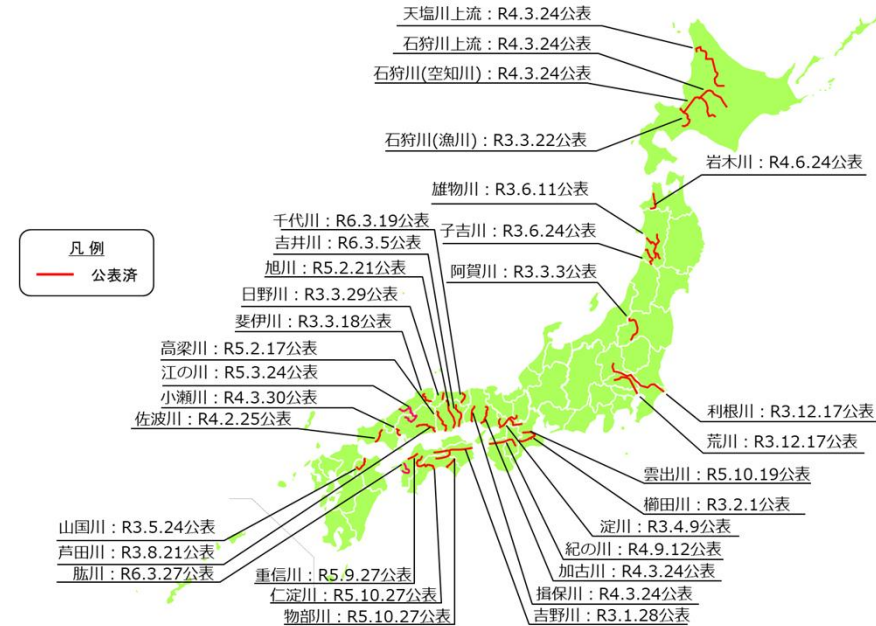 天塩川上流：R4.3.24公表
石狩川上流：R4.3.24公表
石狩川(空知川)：R4.3.24公表
石狩川(漁川)：R3.3.22公表
岩木川：R4.6.24公表
雄物川：R3.6.11公表
子吉川：R3.6.24公表
阿賀川：R3.3.3公表
千代川：R6.3.19公表
吉井川：R6.3.5公表
旭川：R5.2.21公表
日野川：R3.3.29公表
斐伊川：R3.3.18公表
高梁川：R5.2.17公表
江の川：R5.3.24公表
小瀬川：R4.3.30公表
佐波川：R4.2.25公表
凡 例
公表済
利根川：R3.12.17公表
荒川：R3.12.17公表
雲出川：R5.10.19公表
櫛田川：R3.2.1公表
淀川：R3.4.9公表
紀の川：R4.9.12公表
加古川：R4.3.24公表
揖保川：R4.3.24公表
吉野川：R3.1.28公表
山国川：R3.5.24公表
芦田川：R3.8.21公表
肱川：R6.3.27公表
重信川：R5.9.27公表
仁淀川：R5.10.27公表
物部川：R5.10.27公表